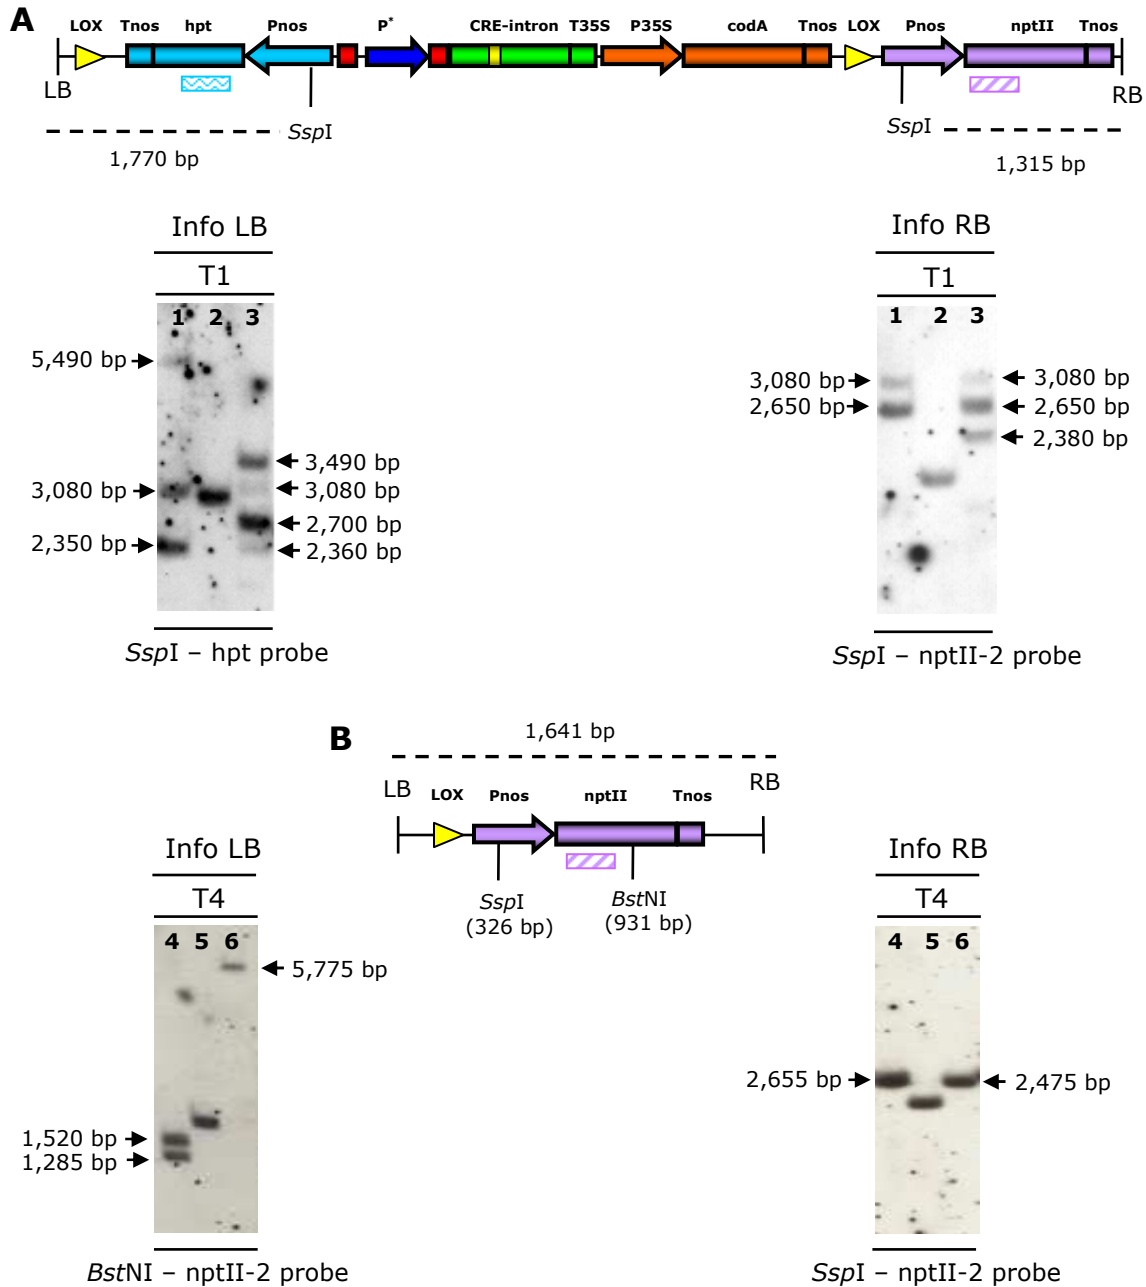 A
LOX Tnos hpt Pnos P* CRE-intron T35S P35S codA Tnos LOX Pnos nptII Tnos
LB RB
SspI SspI
1,770 bp 1,315 bp
Info LB
T1
1 2 3
5,490 bp
3,080 bp
2,350 bp
3,490 bp
3,080 bp
2,700 bp
2,360 bp
SspI – hpt probe
Info RB
T1
1 2 3
3,080 bp
2,650 bp
3,080 bp
2,650 bp
2,380 bp
SspI – nptII-2 probe
B
1,641 bp
LB RB
LOX Pnos nptII Tnos
SspI
(326 bp)
BstNI
(931 bp)
Info LB
T4
4 5 6
5,775 bp
1,520 bp
1,285 bp
BstNI – nptII-2 probe
Info RB
T4
4 5 6
2,655 bp
2,475 bp
SspI – nptII-2 probe